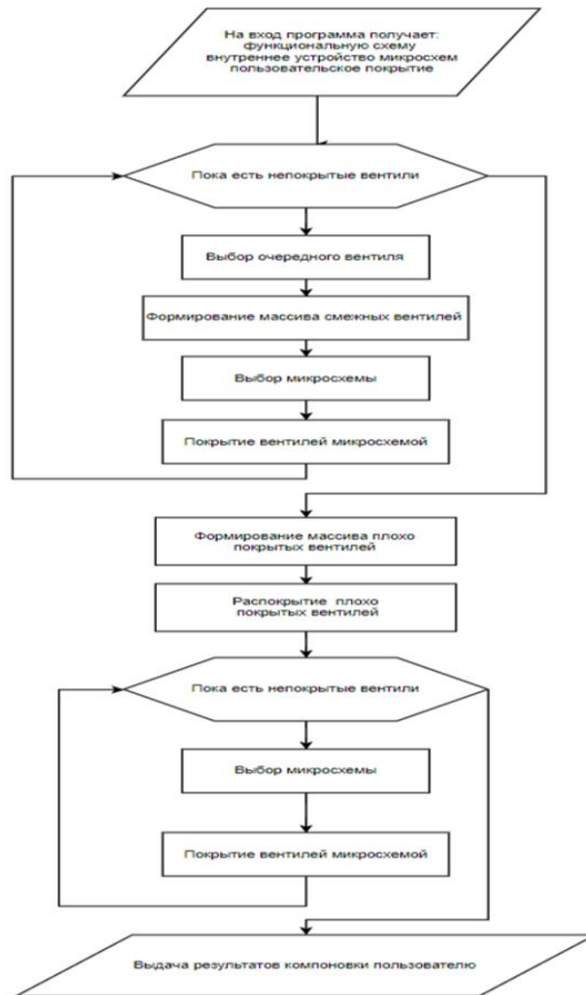 На вход программа получает:
функциональную схему
внутреннее устройство микросхем
пользовательское покрытие
Пока есть непокрытые вентили
Выбор очередного вентиля
Формирование массива смежных вентилей
Выбор микросхемы
Покрытие вентилей микросхемой
Формирование массива плохо
покрытых вентилей
Распокрытие плохо
покрытых вентилей
Пока есть непокрытые вентили
Выбор микросхемы
Покрытие вентилей микросхемой
Выдача результатов компоновки пользователю